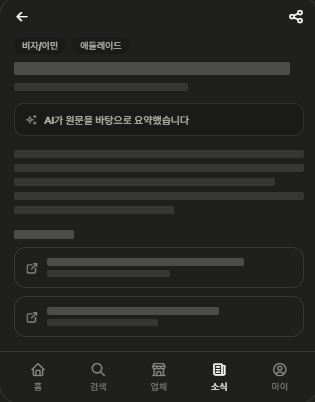 비자/이민 애들레이드
AI가 원문을 바탕으로 요약했습니다
홈 검색 업체 소식 마이